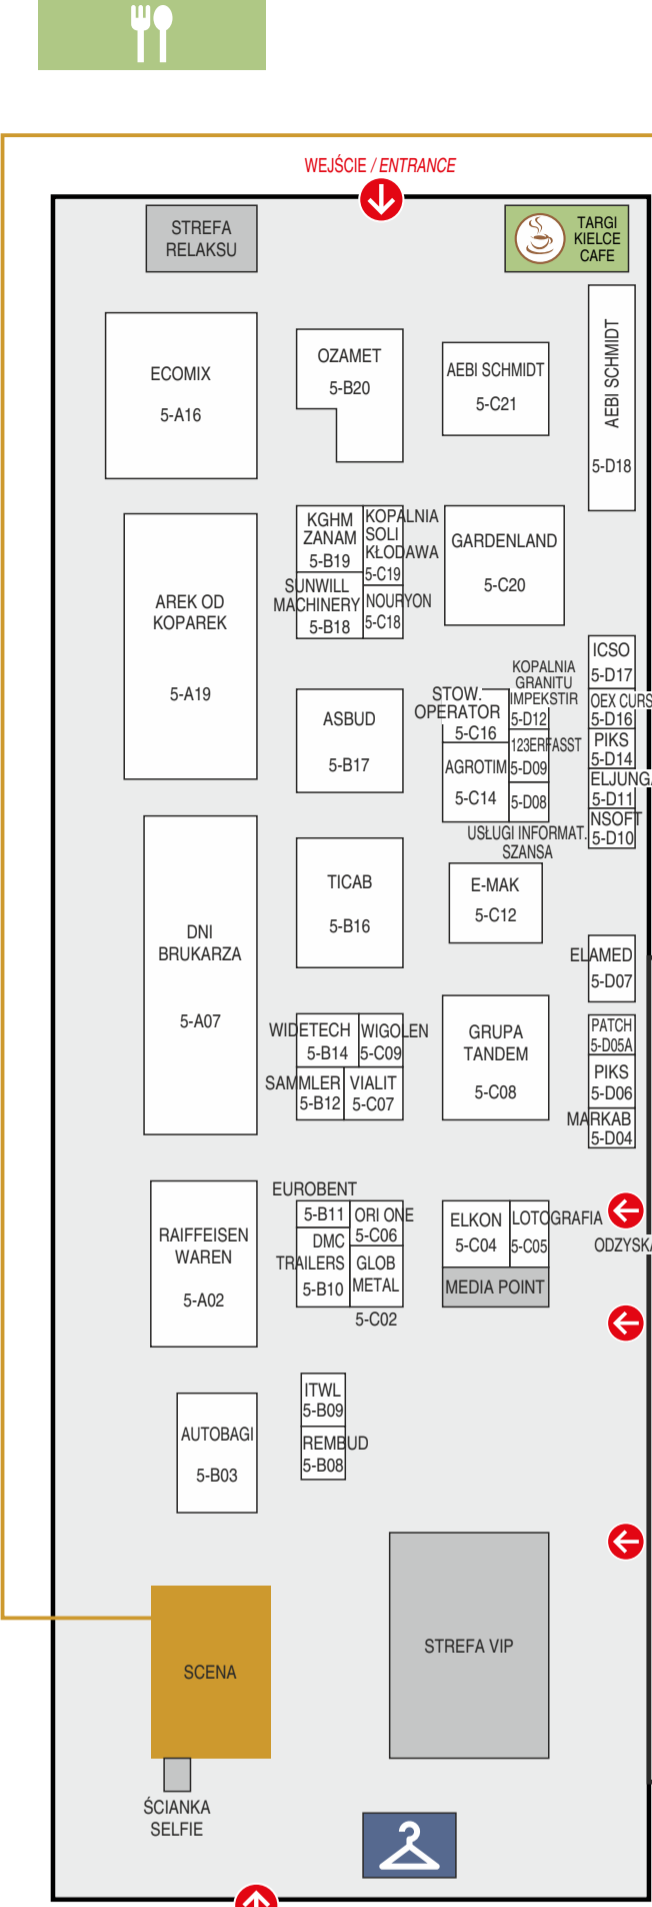 WEJŚCIE / ENTRANCE
STREFA
RELAKSU
TARGI
KIELCE
CAFE
ECOMIX
5-A16
OZAMET
5-B20
AEBI SCHMIDT
5-C21
AEBI SCHMIDT
5-D18
AREK OD
KOPAREK
5-A19
KGHM
ZANAM
5-B19
KOPALNIA
SOLI
KŁODAWA
5-C19
SUNWILL
MACHINERY
5-B18
NOURYON
5-C18
GARDENLAND
5-C20
ICSO
5-D17
OEX CURS
5-D16
PIKS
5-D14
ELJUNGA
5-D11
NSOFT
5-D10
ASBUD
5-B17
STOW.
OPERATOR
5-C16
KOPALNIA
GRANITU
IMPEKSTIR
5-D12
AGROTIM
5-C14
123ERFASST
5-D09
5-D08
USŁUGI INFORMAT.
SZANSA
DNI
BRUKARZA
5-A07
TICAB
5-B16
E-MAK
5-C12
ELAMED
5-D07
WIDETECH
5-B14
WIGOLEN
5-C09
SAMMLER
5-B12
VIALIT
5-C07
GRUPA
TANDEM
5-C08
PATCH
5-D05A
PIKS
5-D06
MARKAB
5-D04
RAIFFEISEN
WAREN
5-A02
EUROBENT
5-B11
ORI ONE
5-C06
DMC
TRAILERS
5-B10
GLOB
METAL
5-C02
ELKON
5-C04
LOTOGRAFIA
5-C05
MEDIA POINT
ODZYSKA
AUTOBAGI
5-B03
ITWL
5-B09
REMBUD
5-B08
SCENA
STREFA VIP
ŚCIANKA
SELFIE